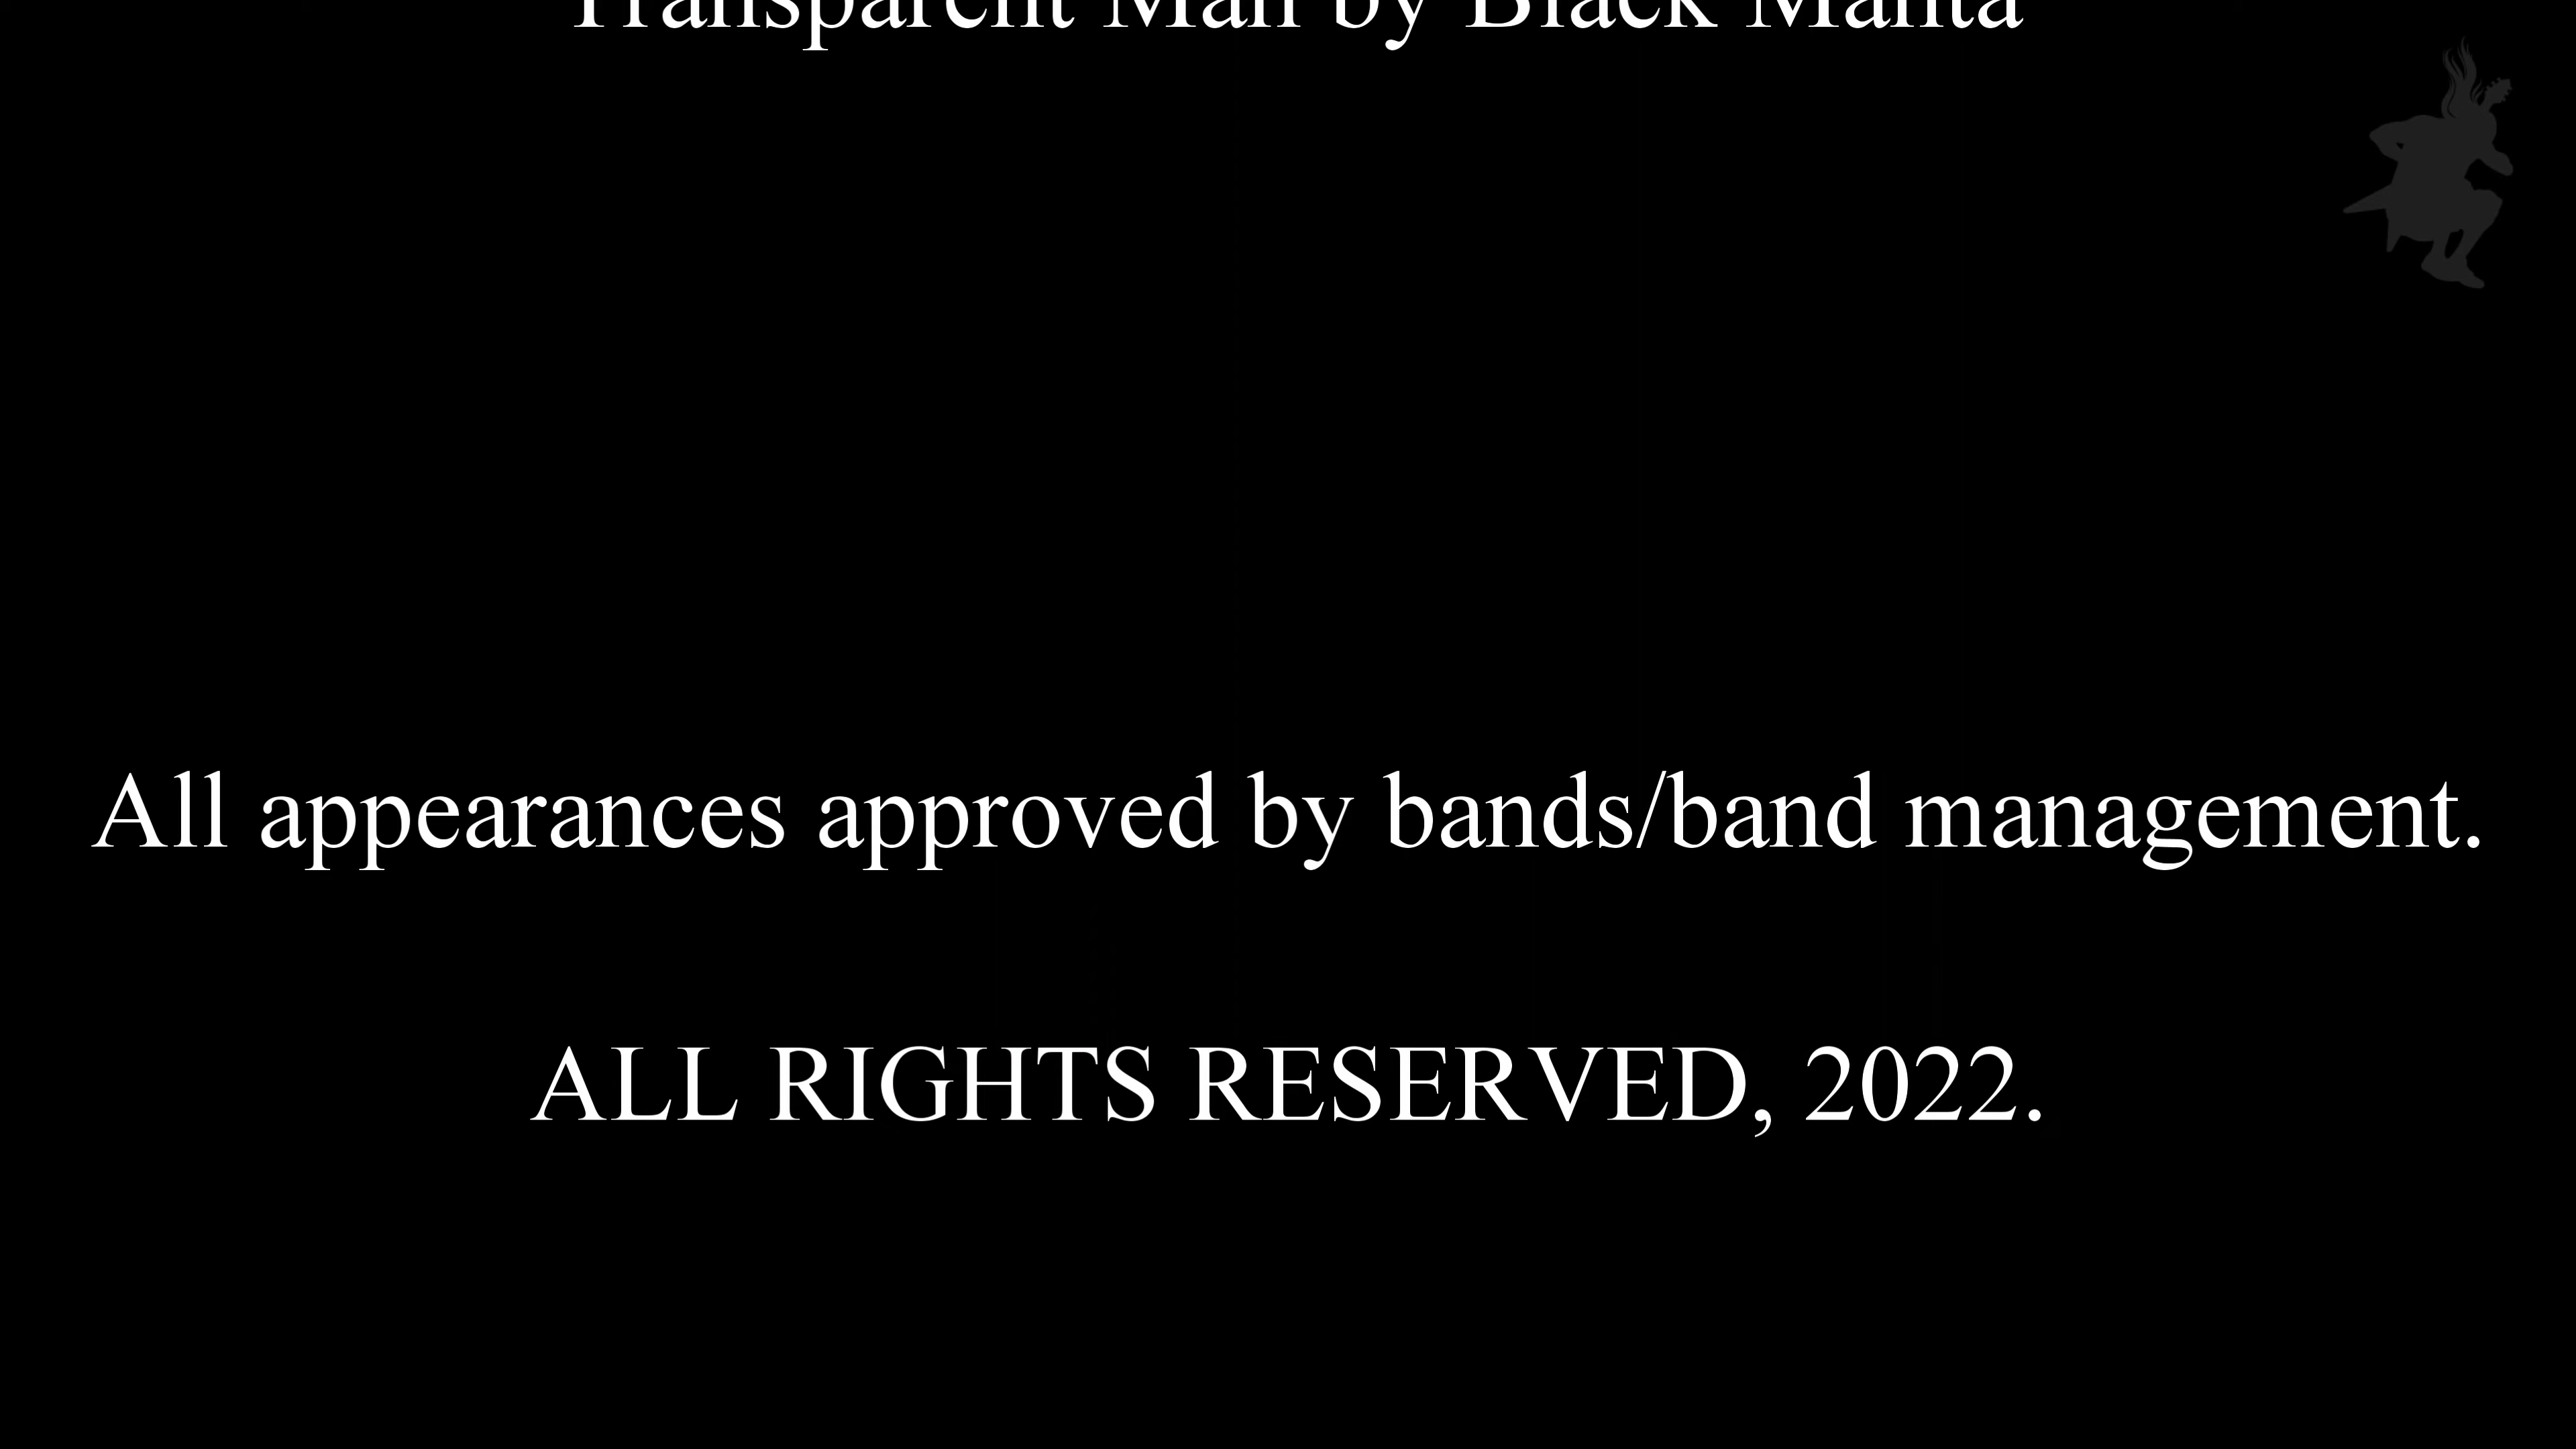 Transparent Man by Black Manta
All appearances approved by bands/band management.
ALL RIGHTS RESERVED, 2022.